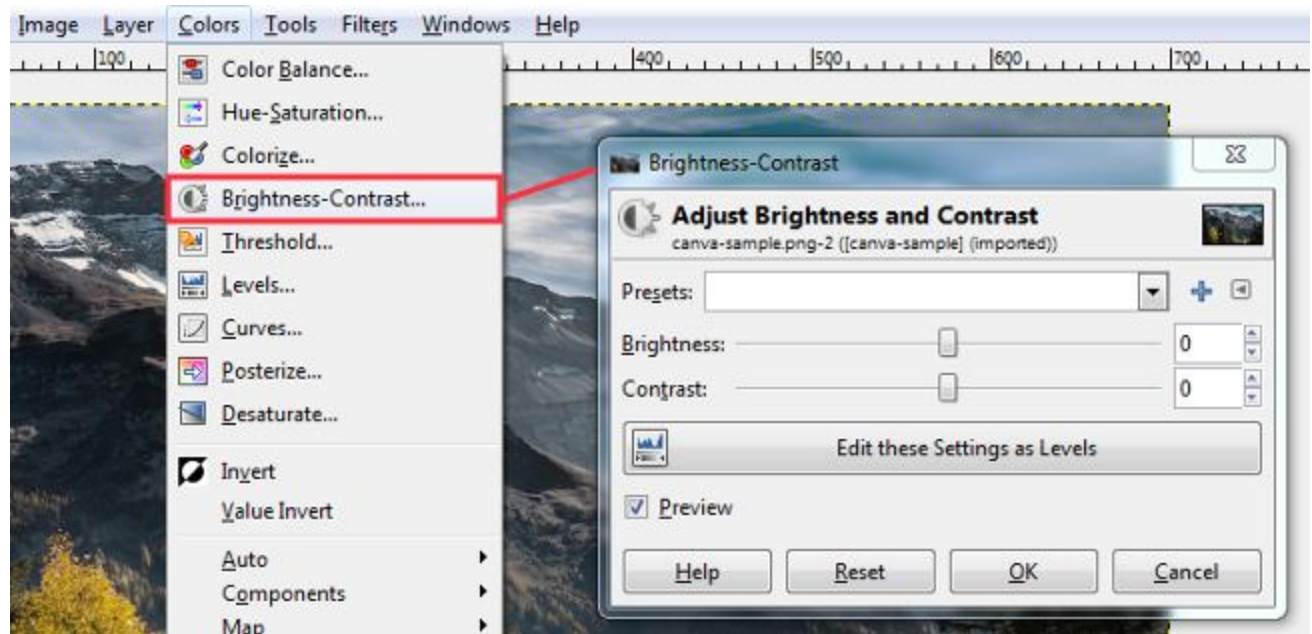 Image Layer Colors Tools Filters Windows Help
100 400 500 600 700
Color Balance...
Hue-Saturation...
Colorize...
Brightness-Contrast...
Threshold...
Levels...
Curves...
Posterize...
Desaturate...
Invert
Value Invert
Auto
Components
Map
Brightness-Contrast
Adjust Brightness and Contrast
canva-sample.png-2 ([canva-sample] (imported))
Presets:
Brightness: 0
Contrast: 0
Edit these Settings as Levels
Preview
Help Reset OK Cancel